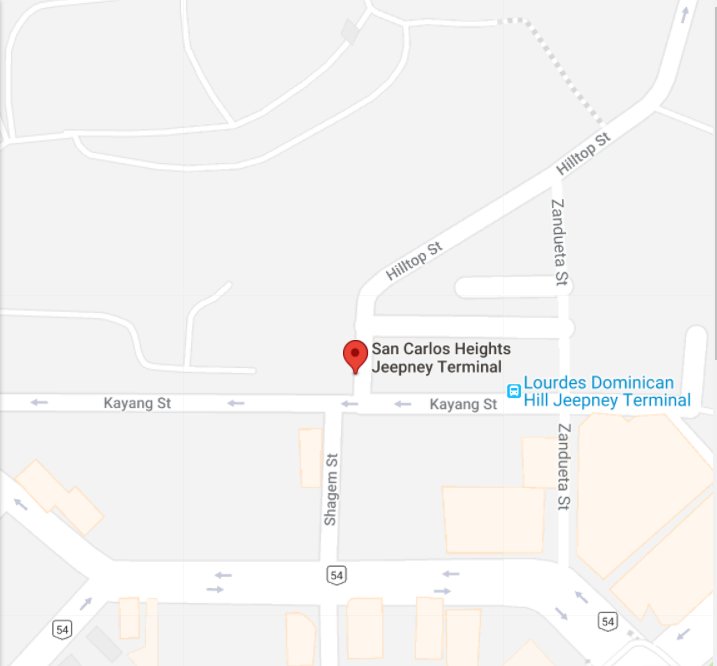 Hilltop St
Zandueta St
Hilltop St
San Carlos Heights
Jeepney Terminal
Lourdes Dominican
Hill Jeepney Terminal
Kayang St
Kayang St
Zandueta St
Shagem St
54
54
54